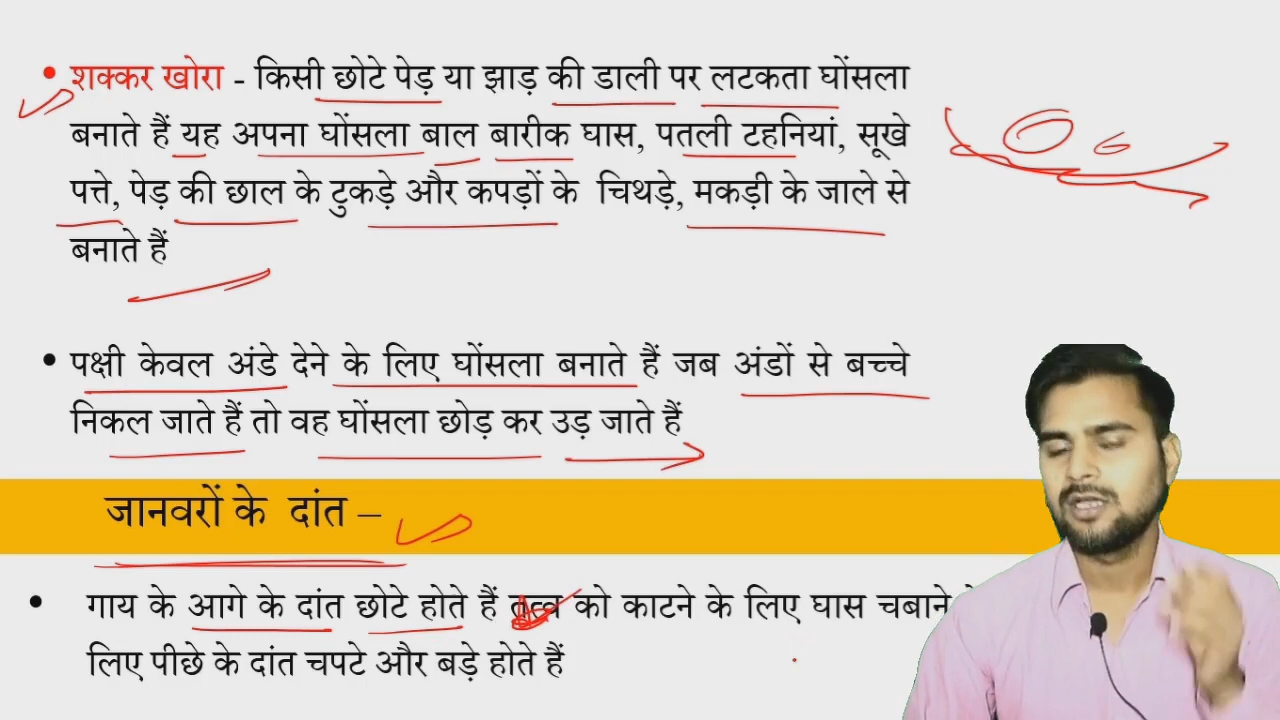 • शक्कर खोरा - किसी छोटे पेड़ या झाड़ की डाली पर लटकता घोंसला
बनाते हैं यह अपना घोंसला बाल बारीक घास, पतली टहनियां, सूखे
पत्ते, पेड़ की छाल के टुकड़े और कपड़ों के चिथड़े, मकड़ी के जाले से
बनाते हैं
• पक्षी केवल अंडे देने के लिए घोंसला बनाते हैं जब अंडों से बच्चे
निकल जाते हैं तो वह घोंसला छोड़ कर उड़ जाते हैं
जानवरों के दांत –
• गाय के आगे के दांत छोटे होते हैं को काटने के लिए घास चबाने
लिए पीछे के दांत चपटे और बड़े होते हैं